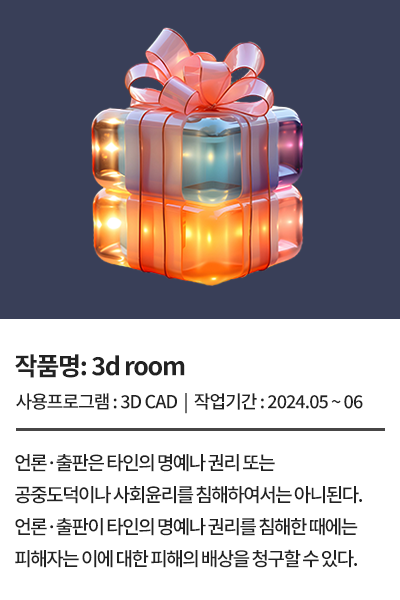 작품명: 3d room
사용프로그램 : 3D CAD | 작업기간 : 2024.05 ~ 06
언론·출판은 타인의 명예나 권리 또는
공중도덕이나 사회윤리를 침해하여서는 아니된다.
언론·출판이 타인의 명예나 권리를 침해한 때에는
피해자는 이에 대한 피해의 배상을 청구할 수 있다.